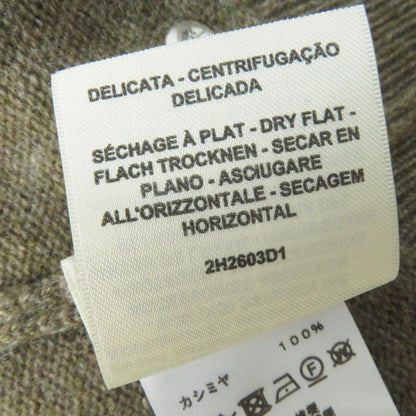 DELICATA - CENTRIFUGAÇÃO
DELICADA
SÉCHAGE À PLAT - DRY FLAT -
FLACH TROCKNEN - SECAR EN
PLANO - ASCIUGARE
ALL'ORIZZONTALE - SECAGEM
HORIZONTAL
2H2603D1
カシミヤ 100%